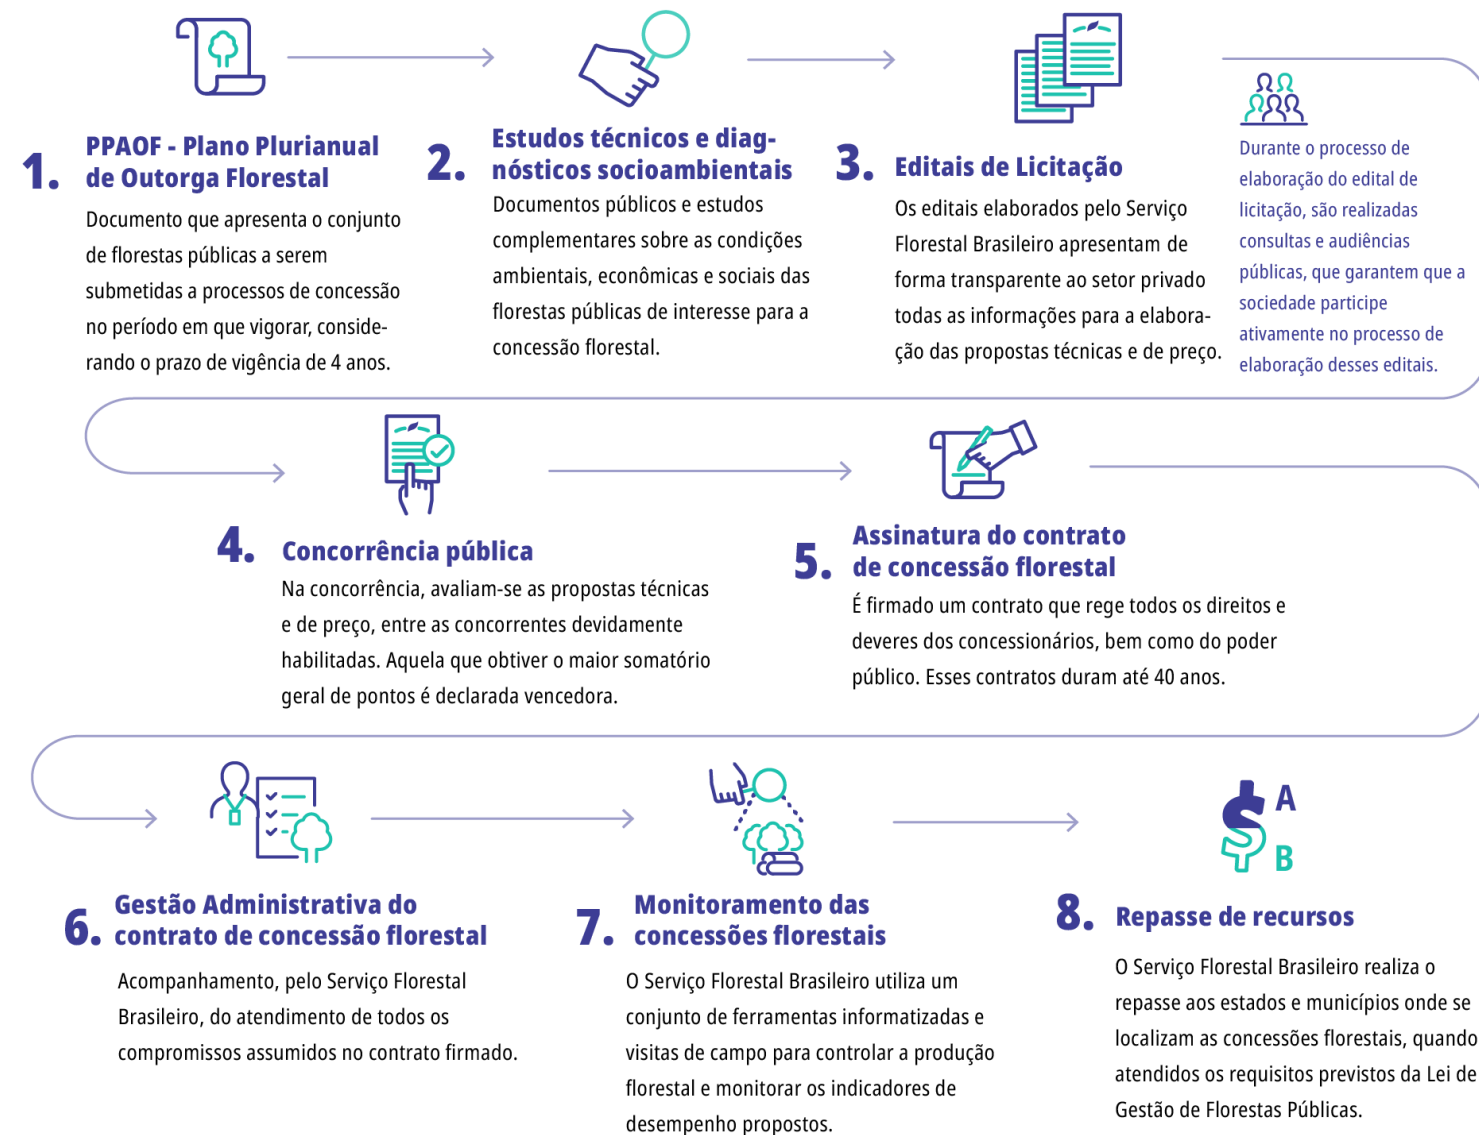 1.
PPAOF - Plano Plurianual
de Outorga Florestal
Documento que apresenta o conjunto
de florestas públicas a serem
submetidas a processos de concessão
no período em que vigorar, conside-
rando o prazo de vigência de 4 anos.
2.
Estudos técnicos e diag-
nósticos socioambientais
Documentos públicos e estudos
complementares sobre as condições
ambientais, econômicas e sociais das
florestas públicas de interesse para a
concessão florestal.
3.
Editais de Licitação
Os editais elaborados pelo Serviço
Florestal Brasileiro apresentam de
forma transparente ao setor privado
todas as informações para a elabora-
ção das propostas técnicas e de preço.
Durante o processo de
elaboração do edital de
licitação, são realizadas
consultas e audiências
públicas, que garantem que a
sociedade participe
ativamente no processo de
elaboração desses editais.
4.
Concorrência pública
Na concorrência, avaliam-se as propostas técnicas
e de preço, entre as concorrentes devidamente
habilitadas. Aquela que obtiver o maior somatório
geral de pontos é declarada vencedora.
5.
Assinatura do contrato
de concessão florestal
É firmado um contrato que rege todos os direitos e
deveres dos concessionários, bem como do poder
público. Esses contratos duram até 40 anos.
6.
Gestão Administrativa do
contrato de concessão florestal
Acompanhamento, pelo Serviço Florestal
Brasileiro, do atendimento de todos os
compromissos assumidos no contrato firmado.
7.
Monitoramento das
concessões florestais
O Serviço Florestal Brasileiro utiliza um
conjunto de ferramentas informatizadas e
visitas de campo para controlar a produção
florestal e monitorar os indicadores de
desempenho propostos.
$ A
B
8.
Repasse de recursos
O Serviço Florestal Brasileiro realiza o
repasse aos estados e municípios onde se
localizam as concessões florestais, quando
atendidos os requisitos previstos da Lei de
Gestão de Florestas Públicas.